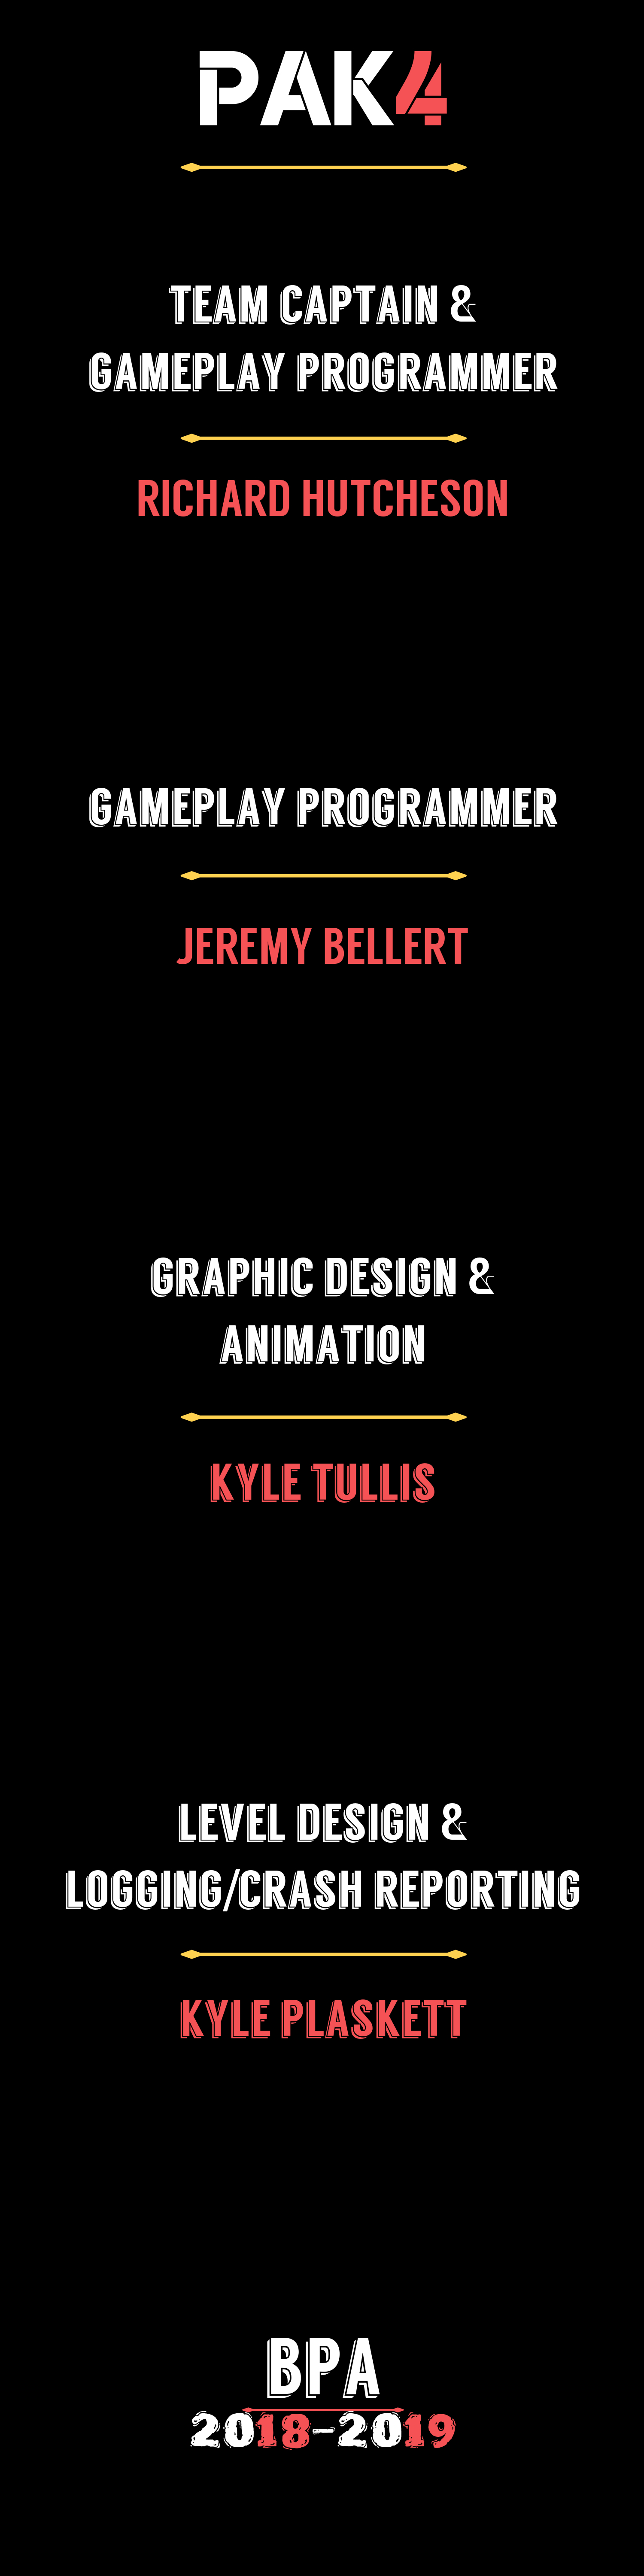 PAK4
TEAM CAPTAIN &
GAMEPLAY PROGRAMMER
RICHARD HUTCHESON
GAMEPLAY PROGRAMMER
JEREMY BELLERT
GRAPHIC DESIGN &
ANIMATION
KYLE TULLIS
LEVEL DESIGN &
LOGGING/CRASH REPORTING
KYLE PLASKETT
BPA
2018-2019